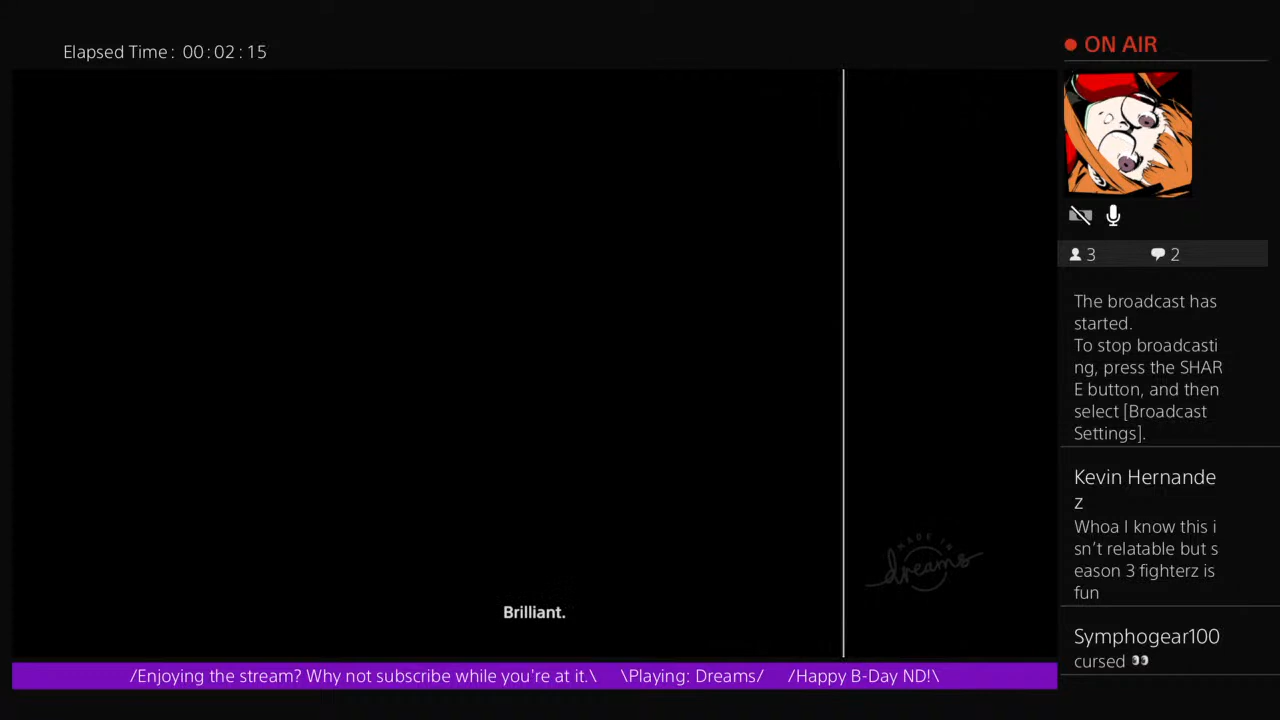 Elapsed Time: 00:02:15
ON AIR
3 2
The broadcast has
started.
To stop broadcasti
ng, press the SHAR
E button, and then
select [Broadcast
Settings].
Kevin Hernande
z
Whoa I know this i
sn't relatable but s
eason 3 fighterz is
fun
Symphogear100
cursed 👀
MADE IN
dreams
Brilliant.
/Enjoying the stream? Why not subscribe while you're at it.\ \Playing: Dreams/ /Happy B-Day ND!\